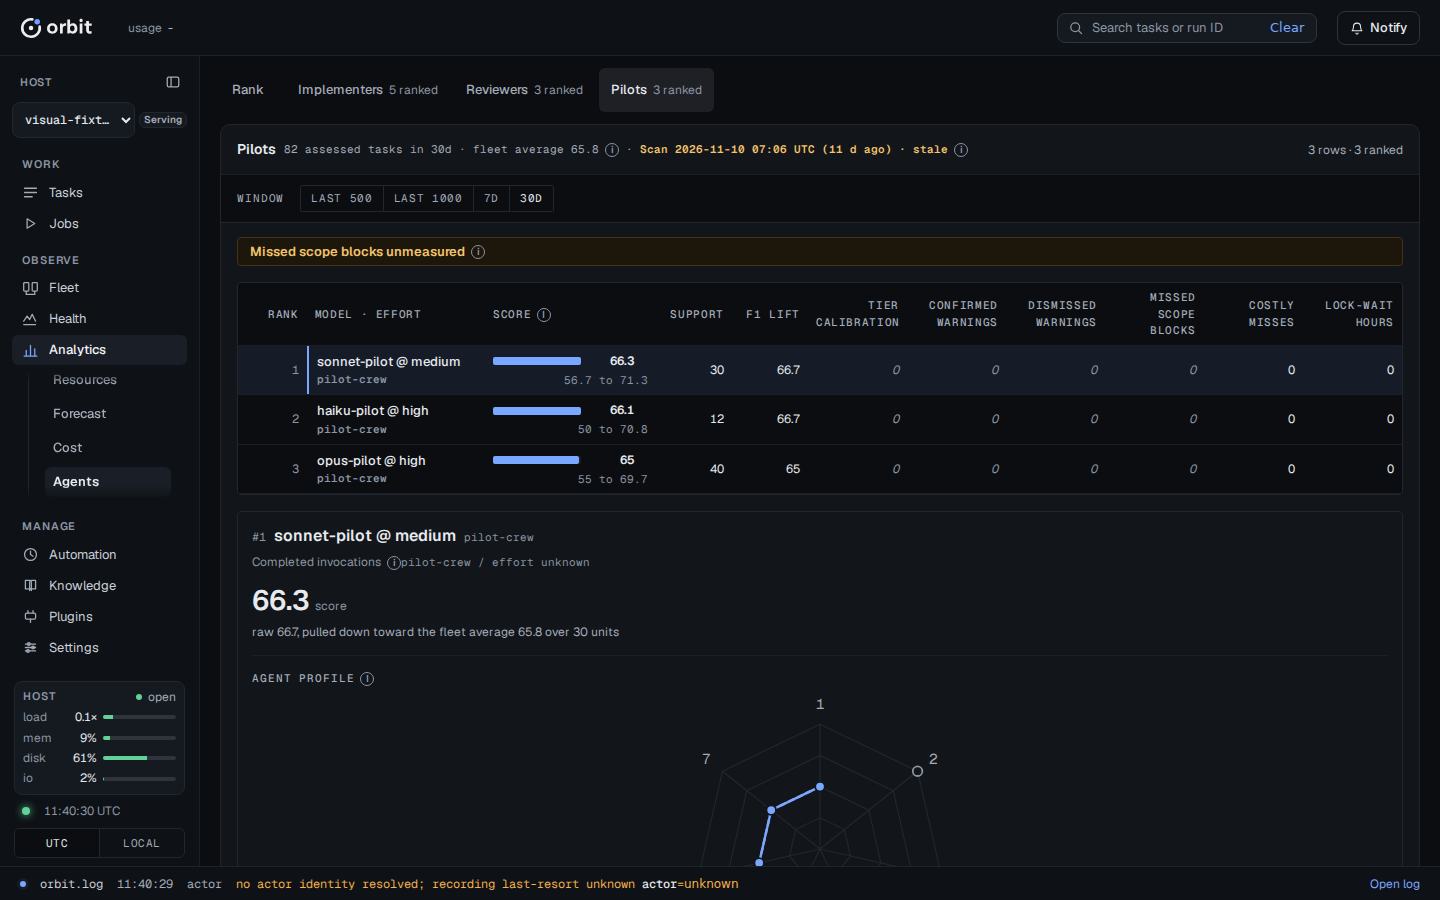 orbit
usage -
Search tasks or run ID
Clear
Notify
HOST
visual-fixt…
Serving
WORK
Tasks
Jobs
OBSERVE
Fleet
Health
Analytics
Resources
Forecast
Cost
Agents
MANAGE
Automation
Knowledge
Plugins
Settings
HOST
open
load 0.1×
mem 9%
disk 61%
io 2%
11:40:30 UTC
UTC LOCAL
Rank
Implementers 5 ranked
Reviewers 3 ranked
Pilots 3 ranked
Pilots 82 assessed tasks in 30d · fleet average 65.8 · Scan 2026-11-10 07:06 UTC (11 d ago) · stale
3 rows · 3 ranked
WINDOW LAST 500 LAST 1000 7D 30D
Missed scope blocks unmeasured
RANK MODEL · EFFORT SCORE SUPPORT F1 LIFT TIER CALIBRATION CONFIRMED WARNINGS DISMISSED WARNINGS MISSED SCOPE BLOCKS COSTLY MISSES LOCK-WAIT HOURS
1 sonnet-pilot @ medium 66.3 30 66.7 0 0 0 0 0 0
pilot-crew 56.7 to 71.3
2 haiku-pilot @ high 66.1 12 66.7 0 0 0 0 0 0
pilot-crew 50 to 70.8
3 opus-pilot @ high 65 40 65 0 0 0 0 0 0
pilot-crew 55 to 69.7
#1 sonnet-pilot @ medium pilot-crew
Completed invocations pilot-crew / effort unknown
66.3 score
raw 66.7, pulled down toward the fleet average 65.8 over 30 units
AGENT PROFILE
1
7
2
orbit.log 11:40:29 actor no actor identity resolved; recording last-resort unknown actor=unknown
Open log